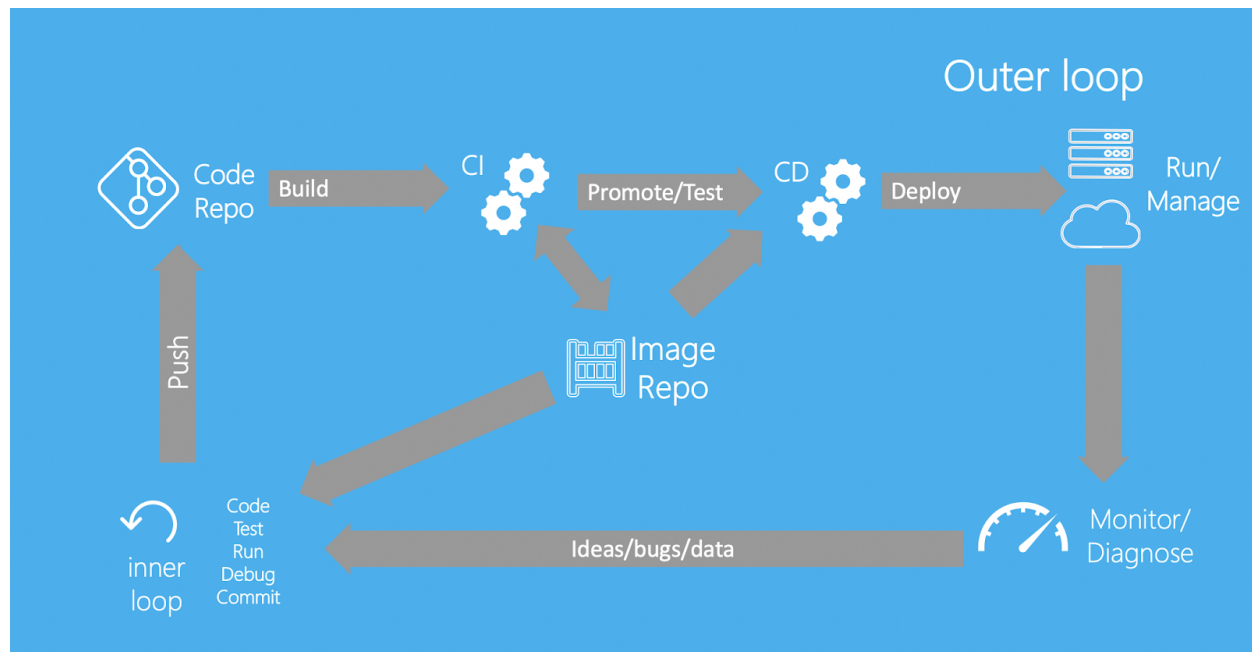 Outer loop
Code
Repo
Build
CI
Promote/Test
CD
Deploy
Run/
Manage
Image
Repo
Push
inner
loop
Code
Test
Run
Debug
Commit
Ideas/bugs/data
Monitor/
Diagnose